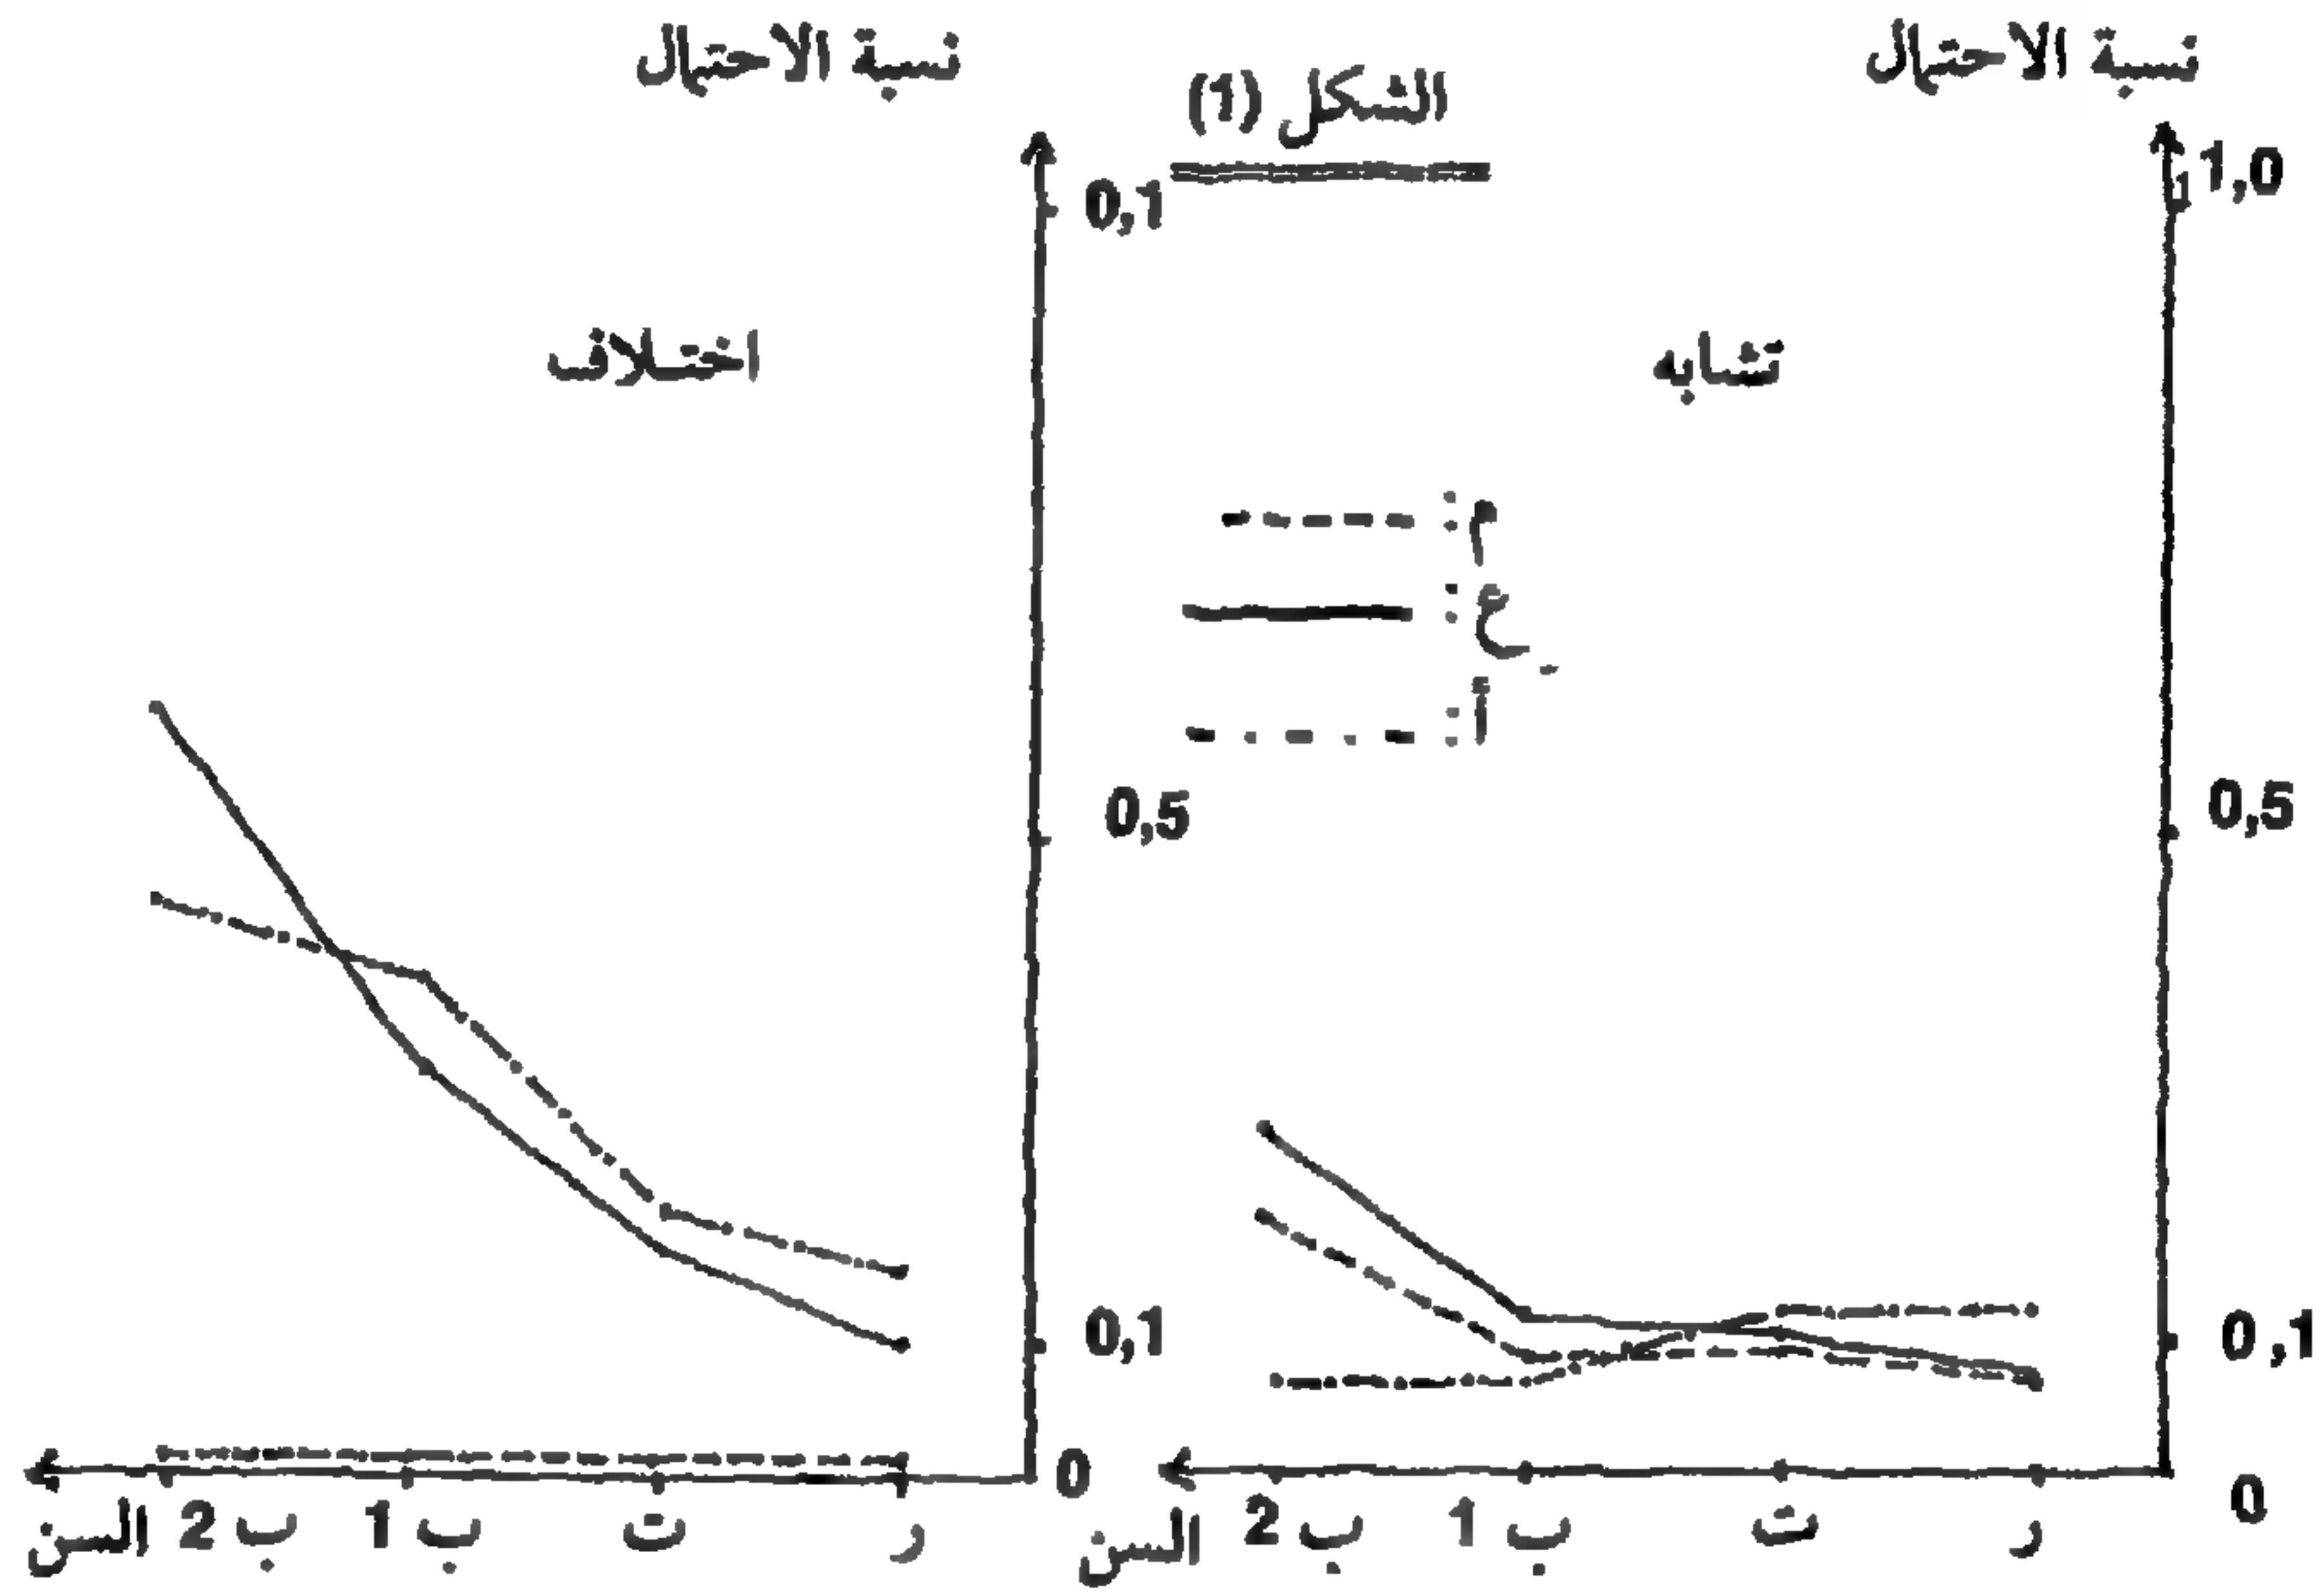 الشكل (1)
نسبة الاحتمال
1,0
تشابه
0,5
0,1
0
ر
ت
ب 1
ب 2
السن
م :
ع :
أ :
نسبة الاحتمال
0,1
اختلاف
0,5
0,1
0
ر
ت
ب 1
ب 2
السن